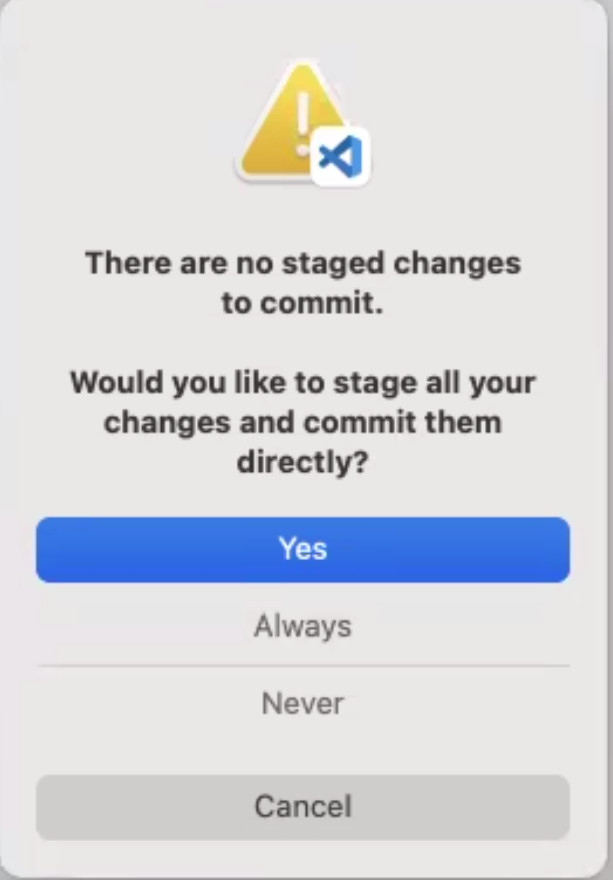 There are no staged changes
to commit.
Would you like to stage all your
changes and commit them
directly?
Yes
Always
Never
Cancel